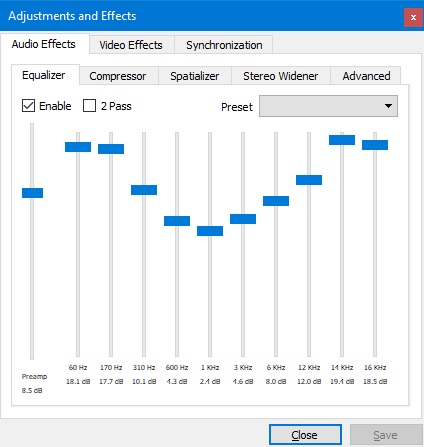 Adjustments and Effects x
Audio Effects Video Effects Synchronization
Equalizer Compressor Spatializer Stereo Widener Advanced
Enable 2 Pass Preset
60 Hz 170 Hz 310 Hz 600 Hz 1 KHz 3 KHz 6 KHz 12 KHz 14 KHz 16 KHz
Preamp 18.1 dB 17.7 dB 10.1 dB 4.3 dB 2.4 dB 4.6 dB 8.0 dB 12.0 dB 19.4 dB 18.5 dB
8.5 dB
Close Save